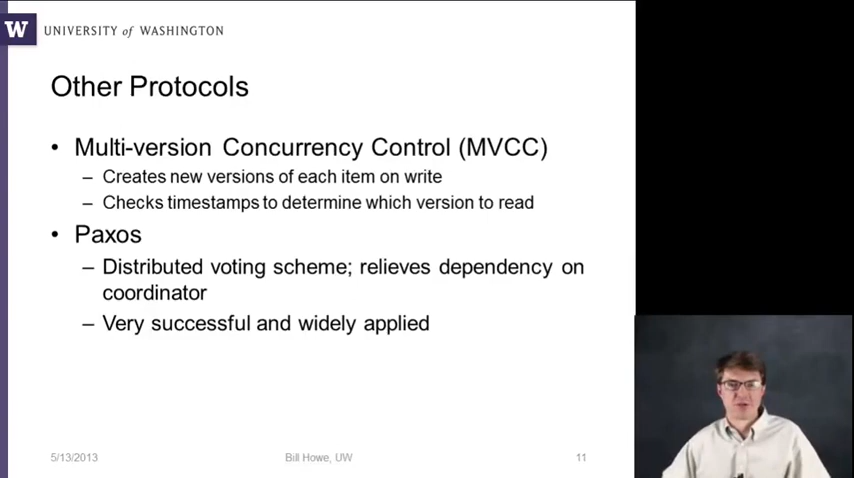 W UNIVERSITY of WASHINGTON
Other Protocols
• Multi-version Concurrency Control (MVCC)
– Creates new versions of each item on write
– Checks timestamps to determine which version to read
• Paxos
– Distributed voting scheme; relieves dependency on
coordinator
– Very successful and widely applied
5/13/2013 Bill Howe, UW 11